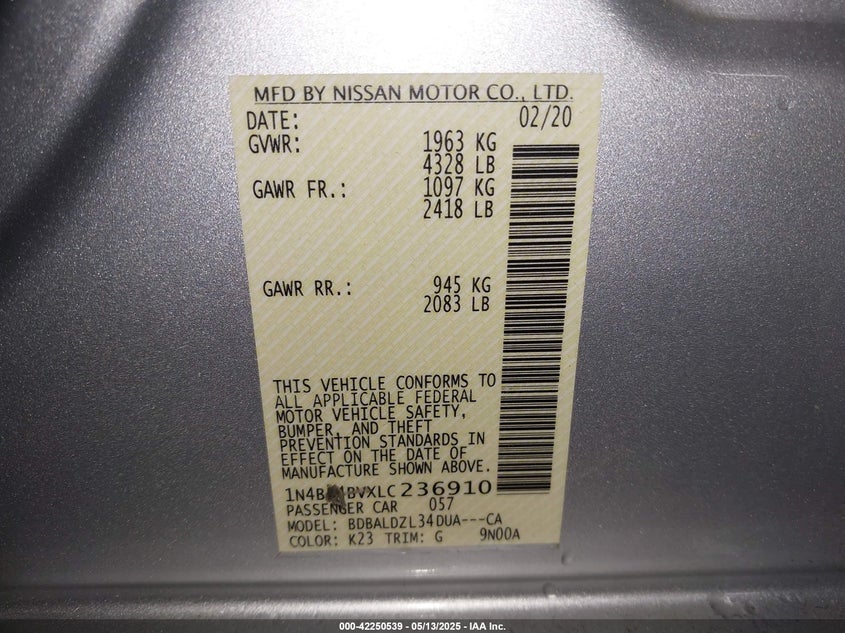 MFD BY NISSAN MOTOR CO., LTD.
DATE: 02/20
GVWR: 1963 KG
4328 LB
GAWR FR.: 1097 KG
2418 LB
GAWR RR.: 945 KG
2083 LB
THIS VEHICLE CONFORMS TO
ALL APPLICABLE FEDERAL
MOTOR VEHICLE SAFETY,
BUMPER, AND THEFT
PREVENTION STANDARDS IN
EFFECT ON THE DATE OF
MANUFACTURE SHOWN ABOVE.
PASSENGER CAR 057
MODEL: BDBALDZL34DUA---CA
COLOR: K23 TRIM: G 9N00A
000-42250539 - 05/13/2025 - IAA Inc.